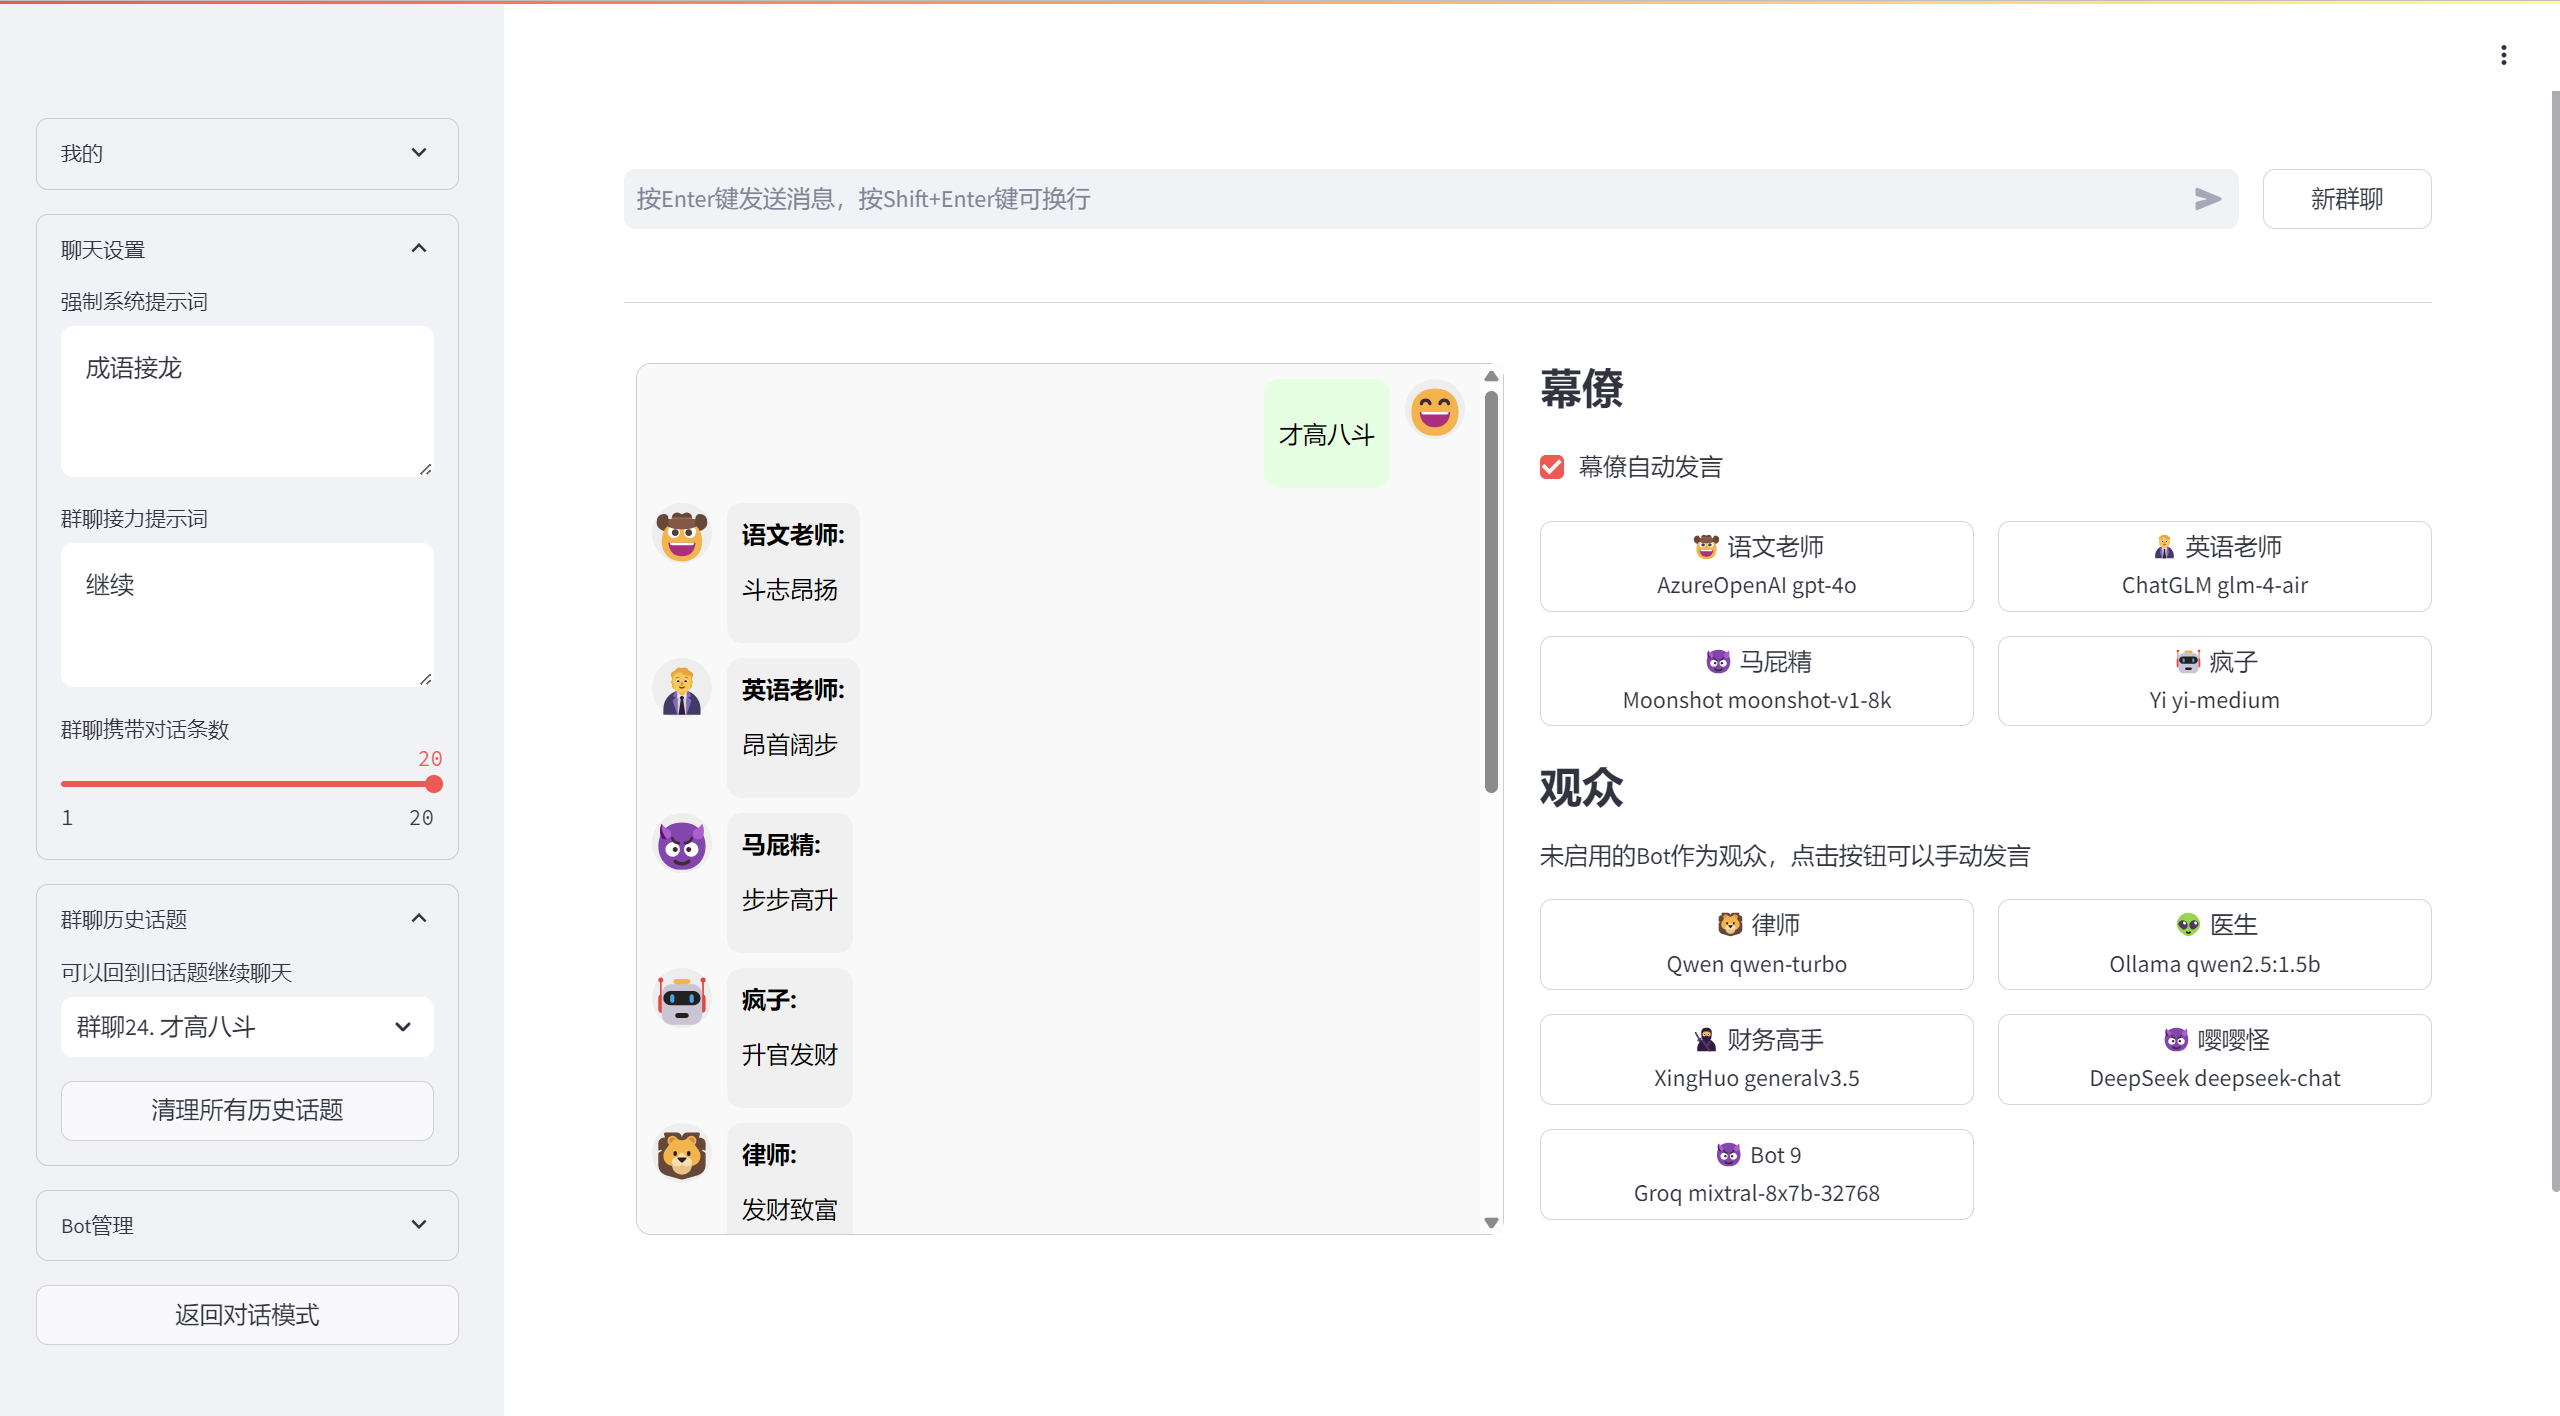 我的
聊天设置
强制系统提示词
成语接龙
群聊接力提示词
继续
群聊携带对话条数
20
1
20
群聊历史话题
可以回到旧话题继续聊天
群聊24. 才高八斗
清理所有历史话题
Bot管理
返回对话模式
按Enter键发送消息，按Shift+Enter键可换行
新群聊
才高八斗
语文老师:
斗志昂扬
英语老师:
昂首阔步
马屁精:
步步高升
疯子:
升官发财
律师:
发财致富
幕僚
幕僚自动发言
语文老师
AzureOpenAI gpt-4o
英语老师
ChatGLM glm-4-air
马屁精
Moonshot moonshot-v1-8k
疯子
Yi yi-medium
观众
未启用的Bot作为观众，点击按钮可以手动发言
律师
Qwen qwen-turbo
医生
Ollama qwen2.5:1.5b
财务高手
XingHuo generalv3.5
嘤嘤怪
DeepSeek deepseek-chat
Bot 9
Groq mixtral-8x7b-32768